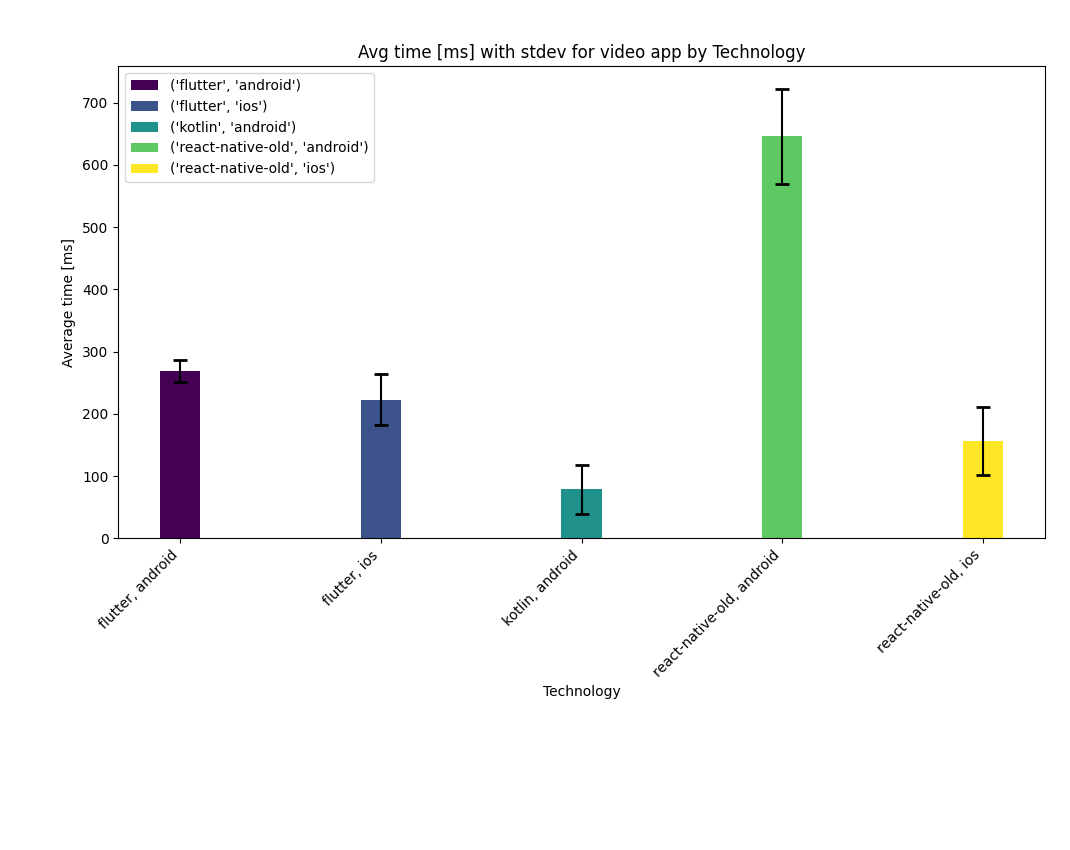 Avg time [ms] with stdev for video app by Technology
('flutter', 'android')
('flutter', 'ios')
('kotlin', 'android')
('react-native-old', 'android')
('react-native-old', 'ios')
Average time [ms]
700
600
500
400
300
200
100
0
flutter, android
flutter, ios
kotlin, android
react-native-old, android
react-native-old, ios
Technology